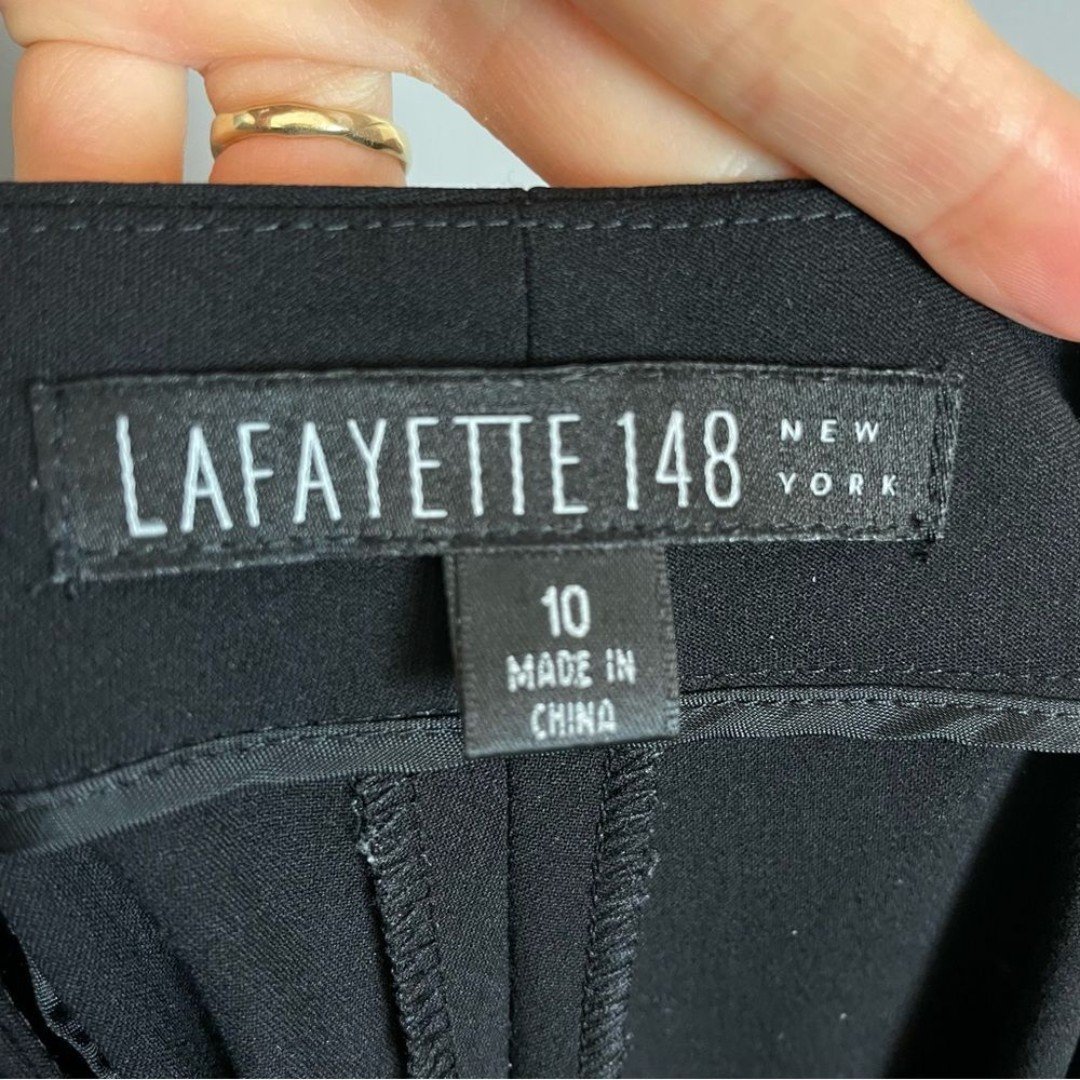 LAFAYETTE 148 NEW YORK
10
MADE IN
CHINA